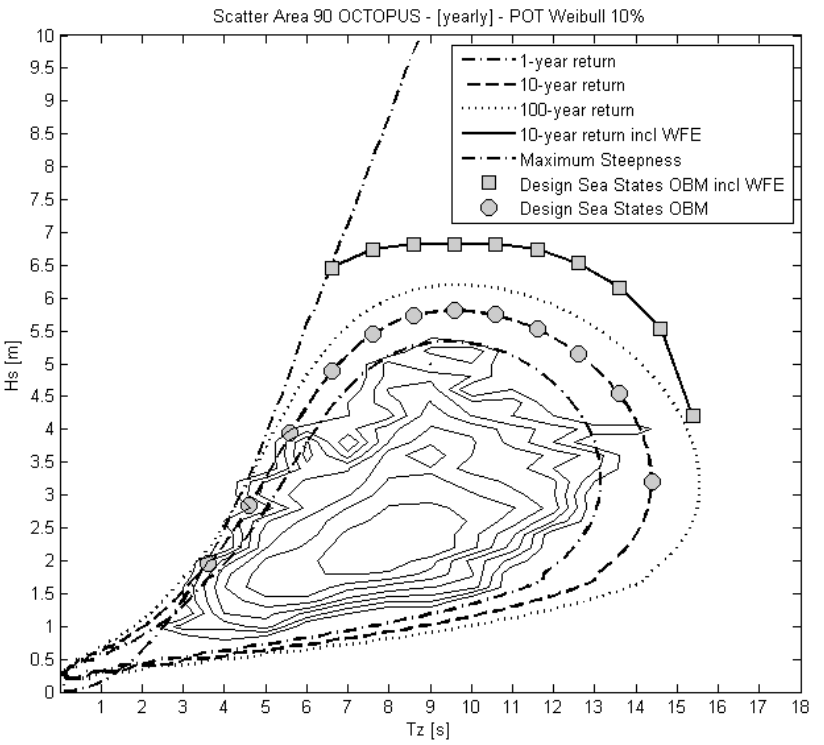 Scatter Area 90 OCTOPUS - [yearly] - POT Weibull 10%
10
9.5
9
8.5
8
7.5
7
6.5
6
5.5
5
4.5
4
3.5
3
2.5
2
1.5
1
0.5
0
Hs [m]
1-year return
10-year return
100-year return
10-year return incl WFE
Maximum Steepness
Design Sea States OBM incl WFE
Design Sea States OBM
1 2 3 4 5 6 7 8 9 10 11 12 13 14 15 16 17 18
Tz [s]